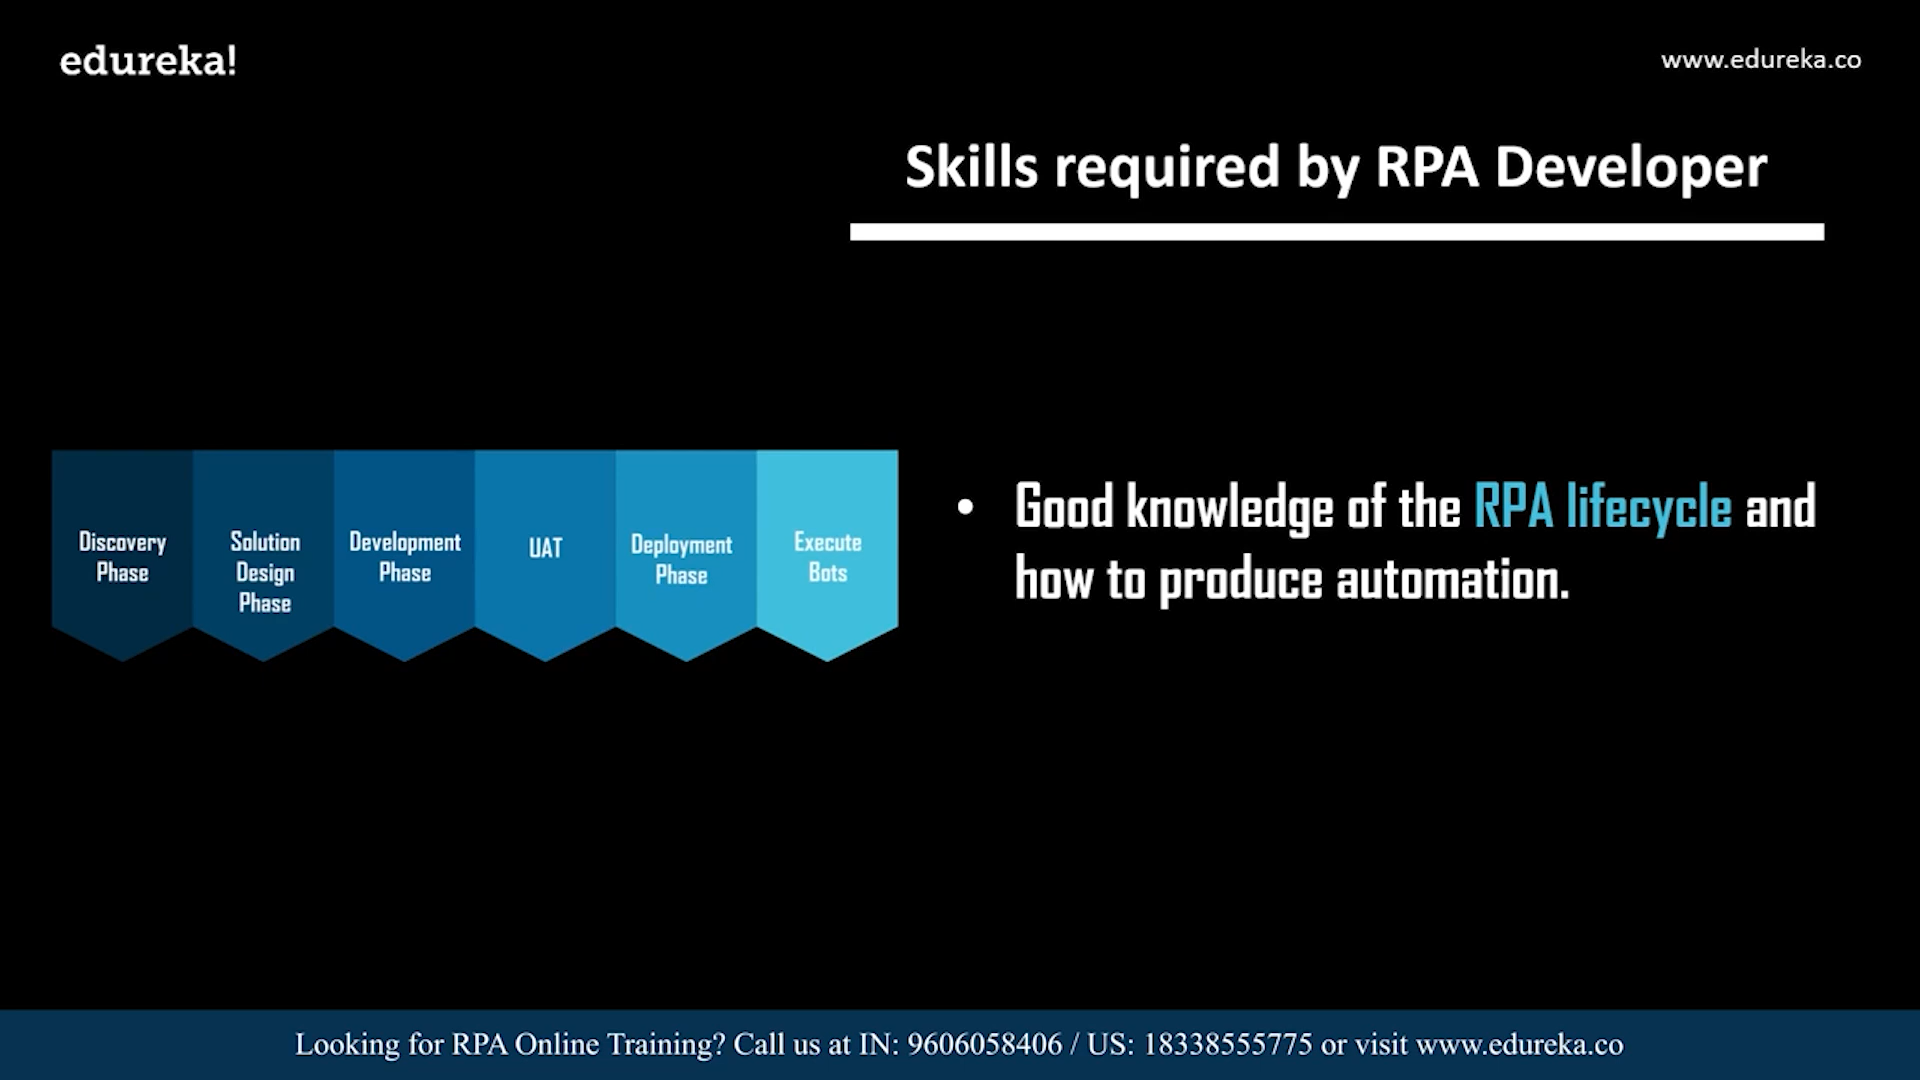 edureka!
www.edureka.co
Skills required by RPA Developer
Discovery
Phase
Solution
Design
Phase
Development
Phase
UAT
Deployment
Phase
Execute
Bots
• Good knowledge of the RPA lifecycle and
how to produce automation.
Looking for RPA Online Training? Call us at IN: 9606058406 / US: 18338555775 or visit www.edureka.co